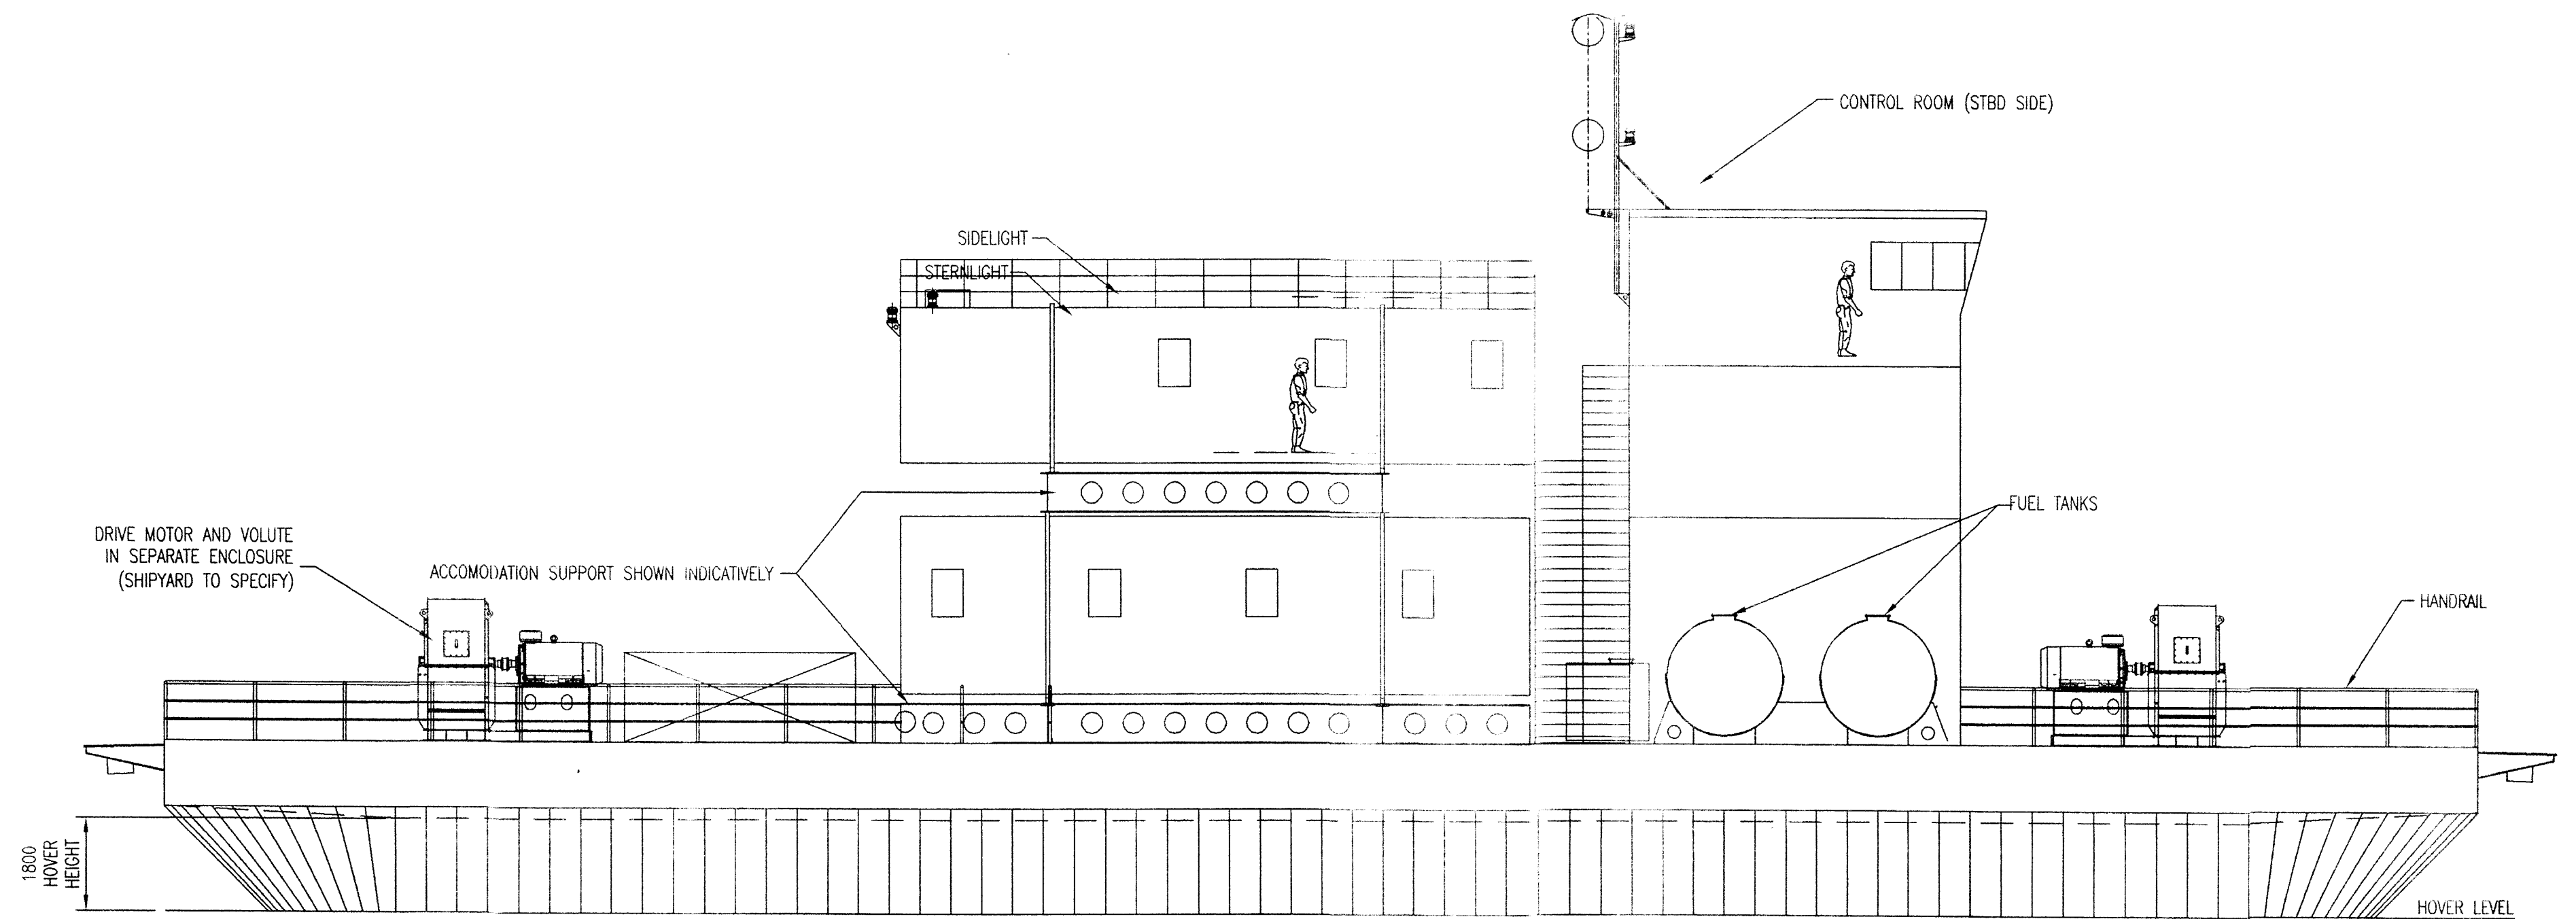 CONTROL ROOM (STBD SIDE)
SIDELIGHT
STERNLIGHT
FUEL TANKS
DRIVE MOTOR AND VOLUTE
IN SEPARATE ENCLOSURE
(SHIPYARD TO SPECIFY)
ACCOMODATION SUPPORT SHOWN INDICATIVELY
HANDRAIL
1800
HOVER
HEIGHT
HOVER LEVEL